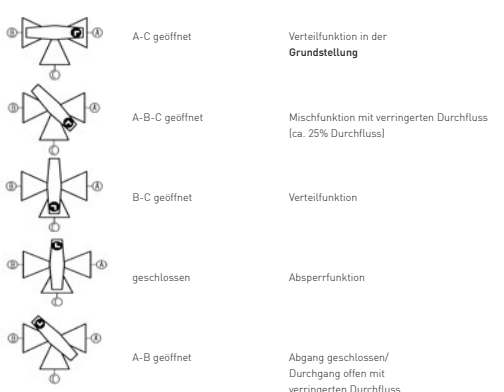 B A
A-C geöffnet Verteilfunktion in der
Grundstellung
C
B A
A-B-C geöffnet Mischfunktion mit verringerten Durchfluss
(ca. 25% Durchfluss)
C
B A
B-C geöffnet Verteilfunktion
C
B A
geschlossen Absperrfunktion
C
B A
A-B geöffnet Abgang geschlossen/
Durchgang offen mit
verringerten Durchfluss
C